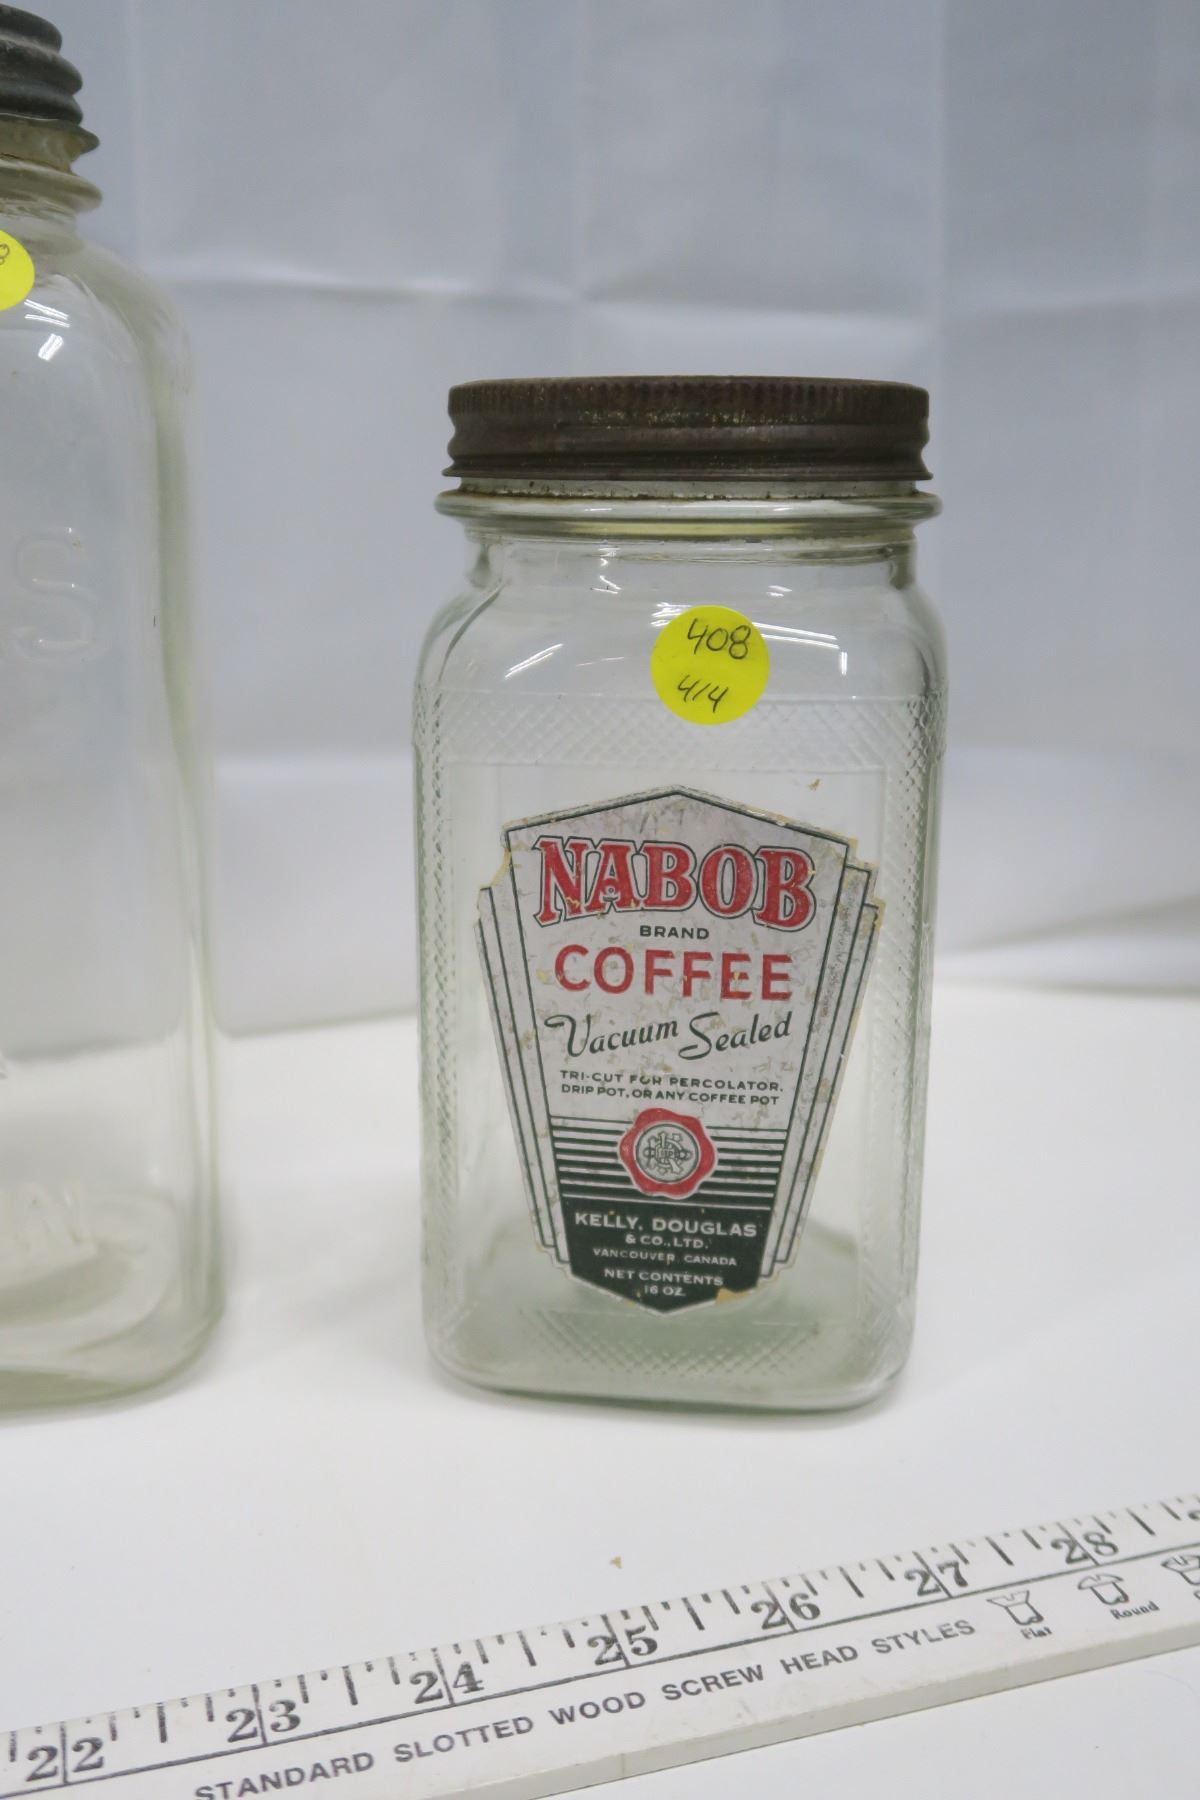 S
408
414
NABOB
BRAND
COFFEE
Vacuum Sealed
TRI-CUT FOR PERCOLATOR,
DRIP POT, OR ANY COFFEE POT
KELLY, DOUGLAS
& CO., LTD.
VANCOUVER, CANADA
NET CONTENTS
16 OZ.
22 23 24 25 26 27 28
STANDARD SLOTTED WOOD SCREW HEAD STYLES
Flat
Round